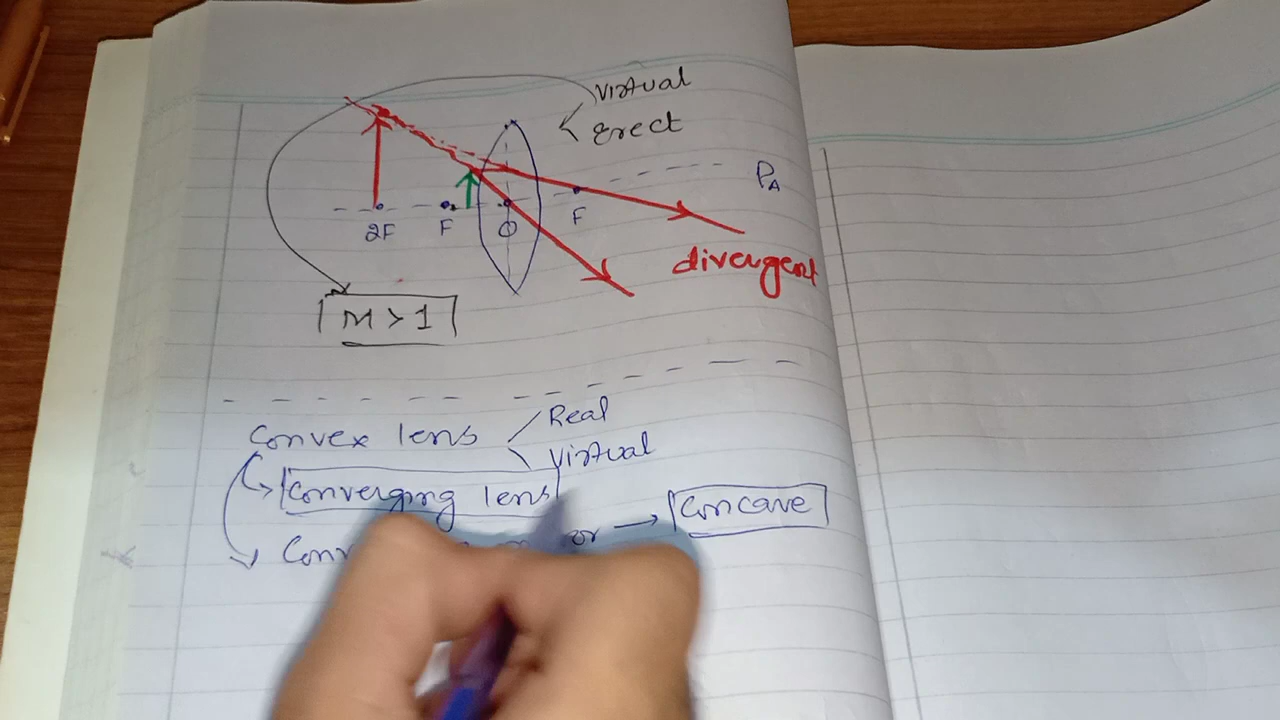 Virtual
Erect
PA
2F F O F
divergent
M > 1
Convex lens
Real
Virtual
Converging lens
→ Concave